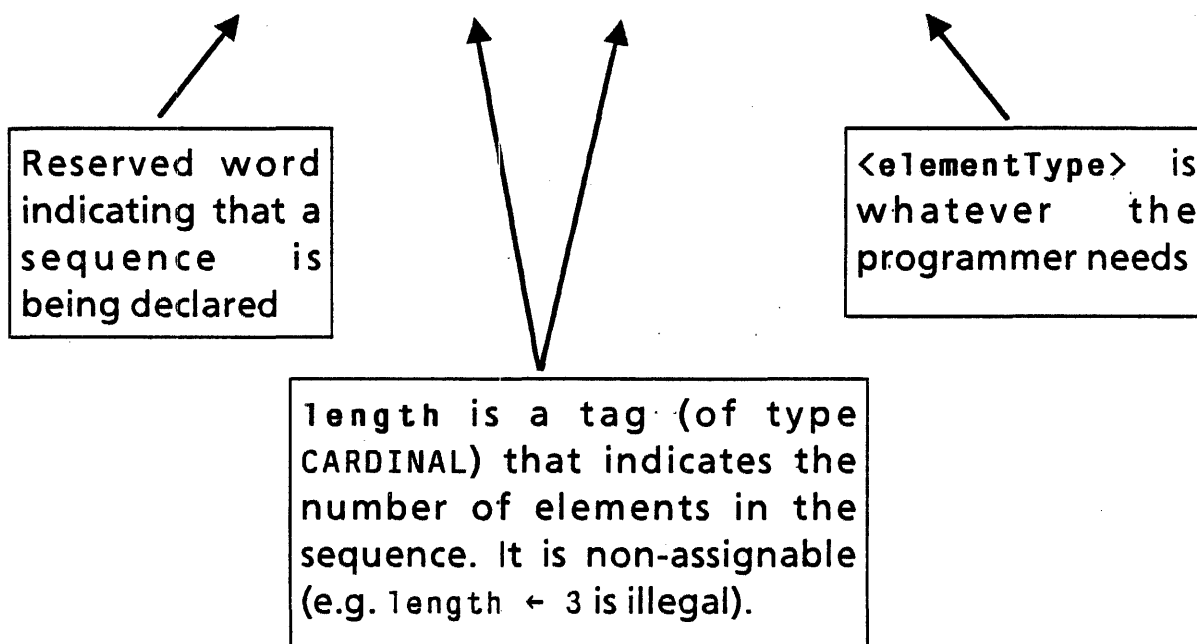 Reserved word
indicating that a
sequence is
being declared
<elementType> is
whatever the
programmer needs
length is a tag (of type
CARDINAL) that indicates the
number of elements in the
sequence. It is non-assignable
(e.g. length ← 3 is illegal).